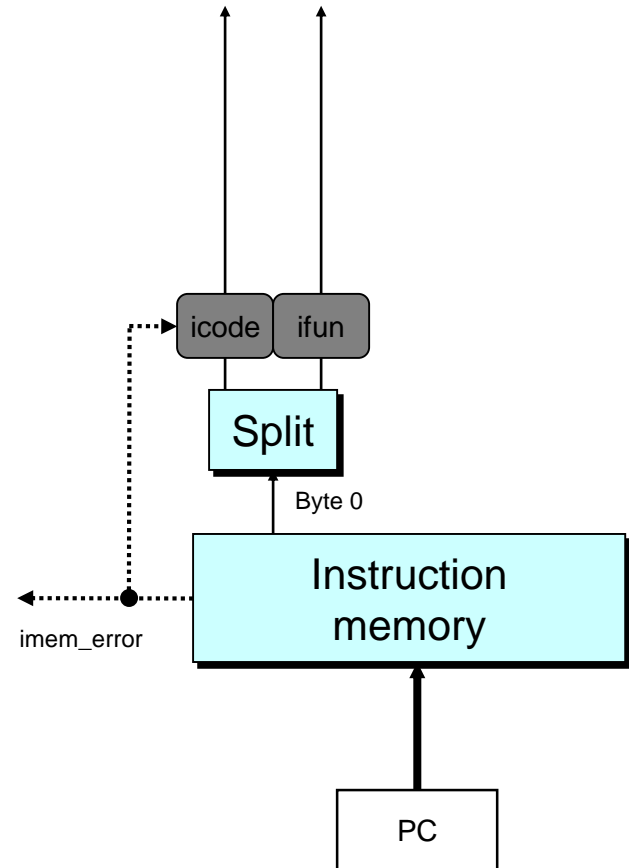 icode ifun
Split
Byte 0
Instruction
memory
imem_error
PC